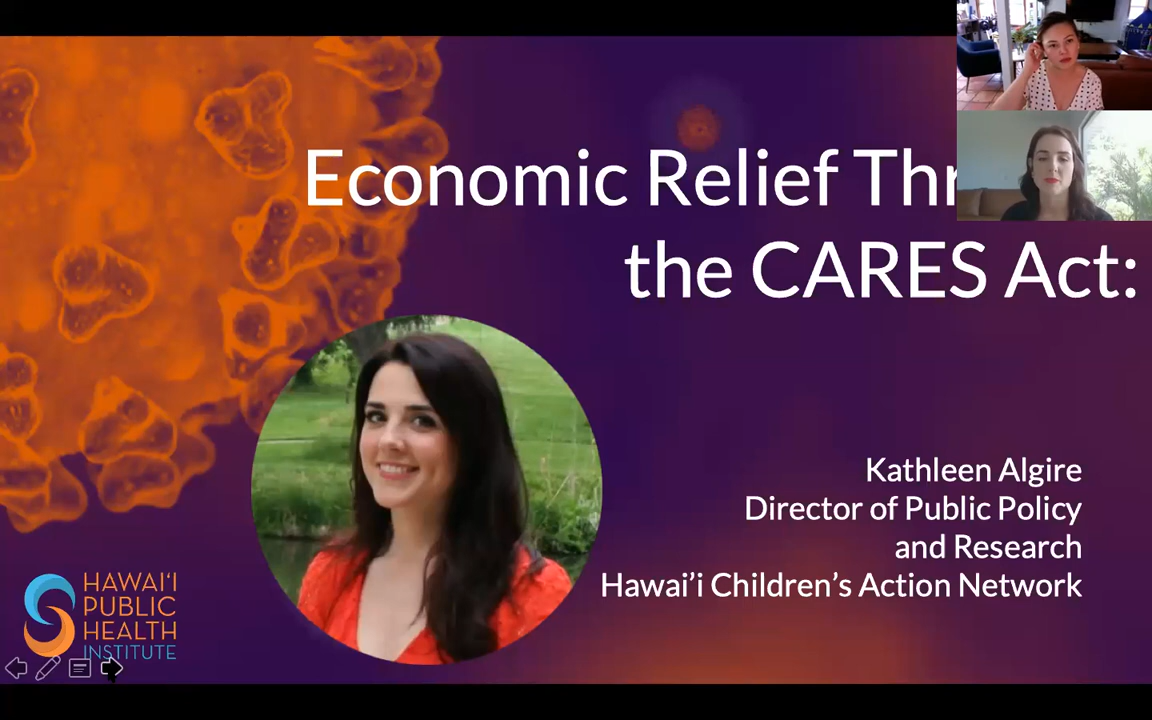 Economic Relief Thr
the CARES Act:
Kathleen Algire
Director of Public Policy
and Research
Hawai'i Children's Action Network
HAWAIʻI
PUBLIC
HEALTH
INSTITUTE